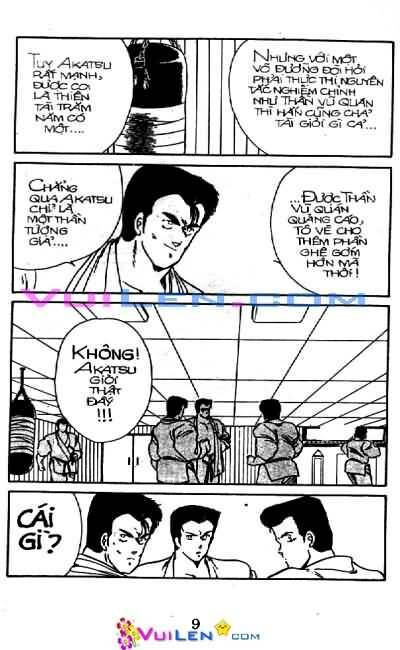 TUY AKATSU
RẤT MẠNH,
ĐƯỢC COI
LÀ THIÊN
TÀI TRĂM
NĂM CÓ
MỘT....
NHƯNG VỚI MỘT
VÕ ĐƯỜNG ĐÒI HỎI
PHẢI THỰC THI NGUYÊN
TẮC NGHIÊM CHỈNH
NHƯ THẦN VŨ QUÁN
THÌ HẮN CŨNG CHẢ
TÀI GIỎI GÌ CẢ...
CHẲNG
QUA AKATSU
CHỈ LÀ
MỘT THẦN
TƯỢNG
GIẢ....
...ĐƯỢC THẦN
VŨ QUÁN
QUẢNG CÁO,
TÔ VẼ CHO
THÊM PHẦN
GHÊ GỚM
HƠN MÀ
THÔI!
VUILEN.COM
KHÔNG!
AKATSU
GIỎI
THẬT
ĐẤY
!!!
CÁI
GÌ?
9
VUILEN.COM